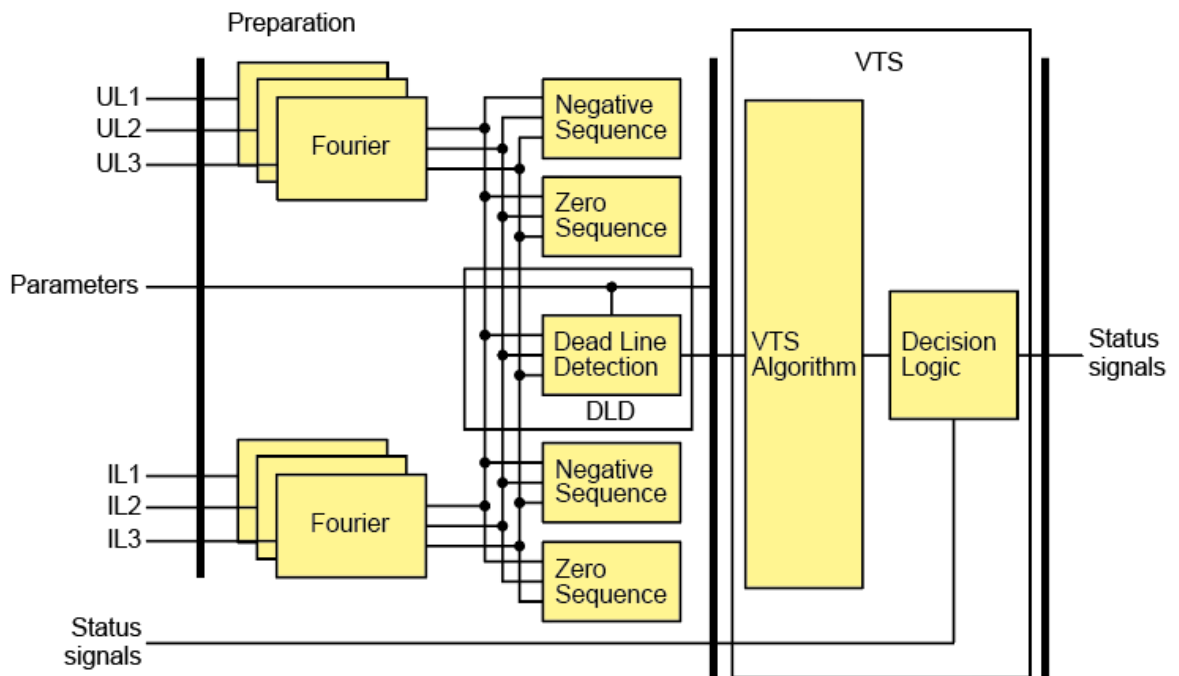 Preparation
VTS
UL1
UL2
UL3
Fourier
Negative
Sequence
Zero
Sequence
Parameters
Dead Line
Detection
DLD
VTS
Algorithm
Decision
Logic
Status
signals
IL1
IL2
IL3
Fourier
Negative
Sequence
Zero
Sequence
Status
signals